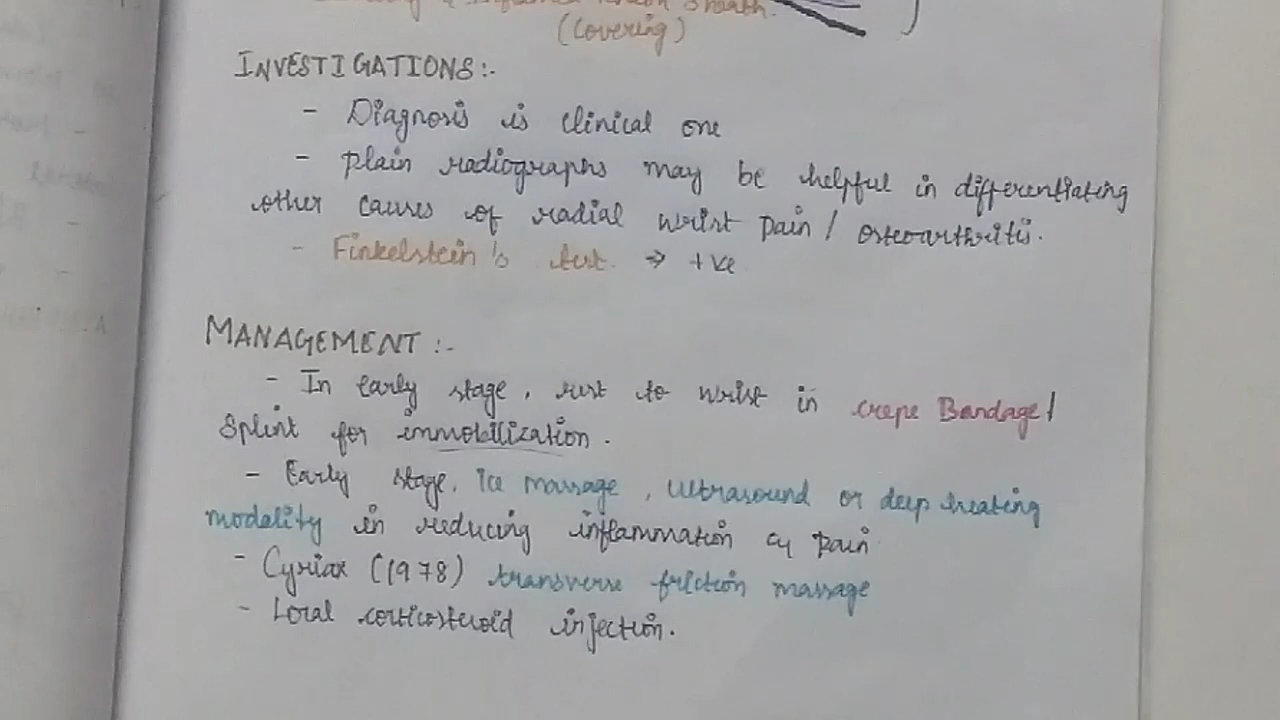 Sheath.
(Covering)
INVESTIGATIONS:-
- Diagnosis is clinical one
- plain radiographs may be helpful in differentiating
other causes of radial wrist pain / osteoarthritis.
- Finkelstein's test. → +ve
MANAGEMENT :-
- In early stage, rest to wrist in crepe Bandage/
Splint for immobilization.
- Early stage, ice massage, ultrasound or deep heating
modality in reducing inflammation & pain
- Cyriax (1978) transverse friction massage
- Local corticosteroid injection.